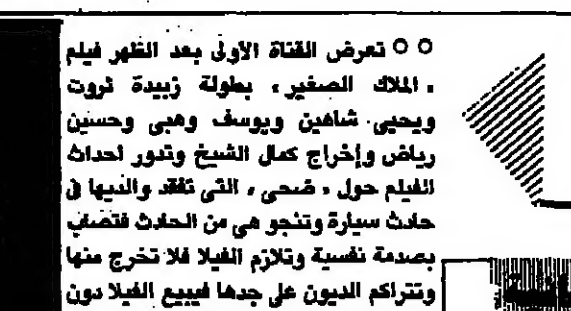 ○ ○ تعرض القناة الأولى بعد الظهر فيلم
« الملاك الصغير » بطولة زبيدة ثروت
ويحيى شاهين ويوسف وهبى وحسين
رياض وإخراج كمال الشيخ وتدور أحداث
الفيلم حول « ضحى » التى تفقد والديها فى
حادث سيارة وتنجو هى من الحادث فتصاب
بصدمة نفسية وتلازم الفيلا فلا تخرج منها
وتتراكم الديون على جدها فيبيع الفيلا دون